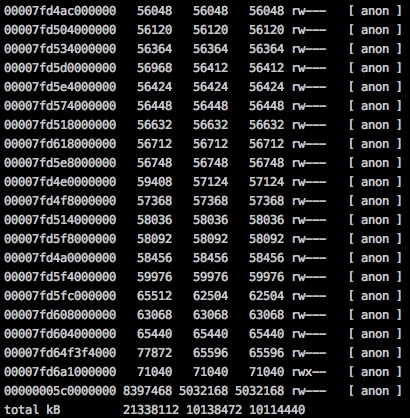 00007fd4ac000000 56048 56048 56048 rw--- [ anon ]
00007fd504000000 56120 56120 56120 rw--- [ anon ]
00007fd534000000 56364 56364 56364 rw--- [ anon ]
00007fd5d0000000 56968 56412 56412 rw--- [ anon ]
00007fd5e4000000 56424 56424 56424 rw--- [ anon ]
00007fd574000000 56448 56448 56448 rw--- [ anon ]
00007fd518000000 56632 56632 56632 rw--- [ anon ]
00007fd618000000 56712 56712 56712 rw--- [ anon ]
00007fd5e8000000 56748 56748 56748 rw--- [ anon ]
00007fd4e0000000 59408 57124 57124 rw--- [ anon ]
00007fd4f8000000 57368 57368 57368 rw--- [ anon ]
00007fd514000000 58036 58036 58036 rw--- [ anon ]
00007fd5f8000000 58092 58092 58092 rw--- [ anon ]
00007fd4a0000000 58456 58456 58456 rw--- [ anon ]
00007fd5f4000000 59976 59976 59976 rw--- [ anon ]
00007fd5fc000000 65512 62504 62504 rw--- [ anon ]
00007fd608000000 63068 63068 63068 rw--- [ anon ]
00007fd604000000 65440 65440 65440 rw--- [ anon ]
00007fd64f3f4000 77872 65596 65596 rw--- [ anon ]
00007fd6a1000000 71040 71040 71040 rwx-- [ anon ]
00000005c0000000 8397468 5032168 5032168 rw--- [ anon ]
total kB 21338112 10138472 10114440